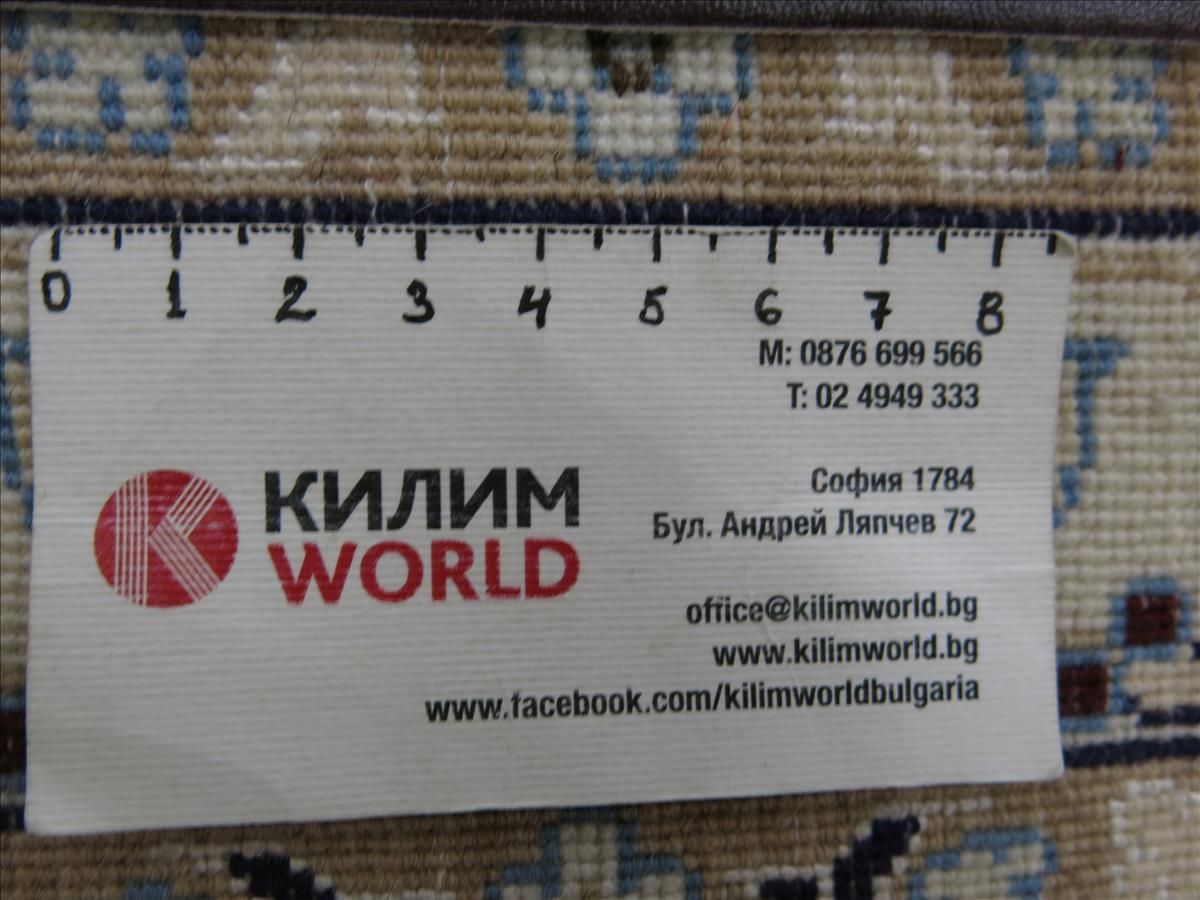 0 1 2 3 4 5 6 7 8
М: 0876 699 566
Т: 02 4949 333
КИЛИМ
WORLD
София 1784
Бул. Андрей Ляпчев 72
office@kilimworld.bg
www.kilimworld.bg
www.facebook.com/kilimworldbulgaria